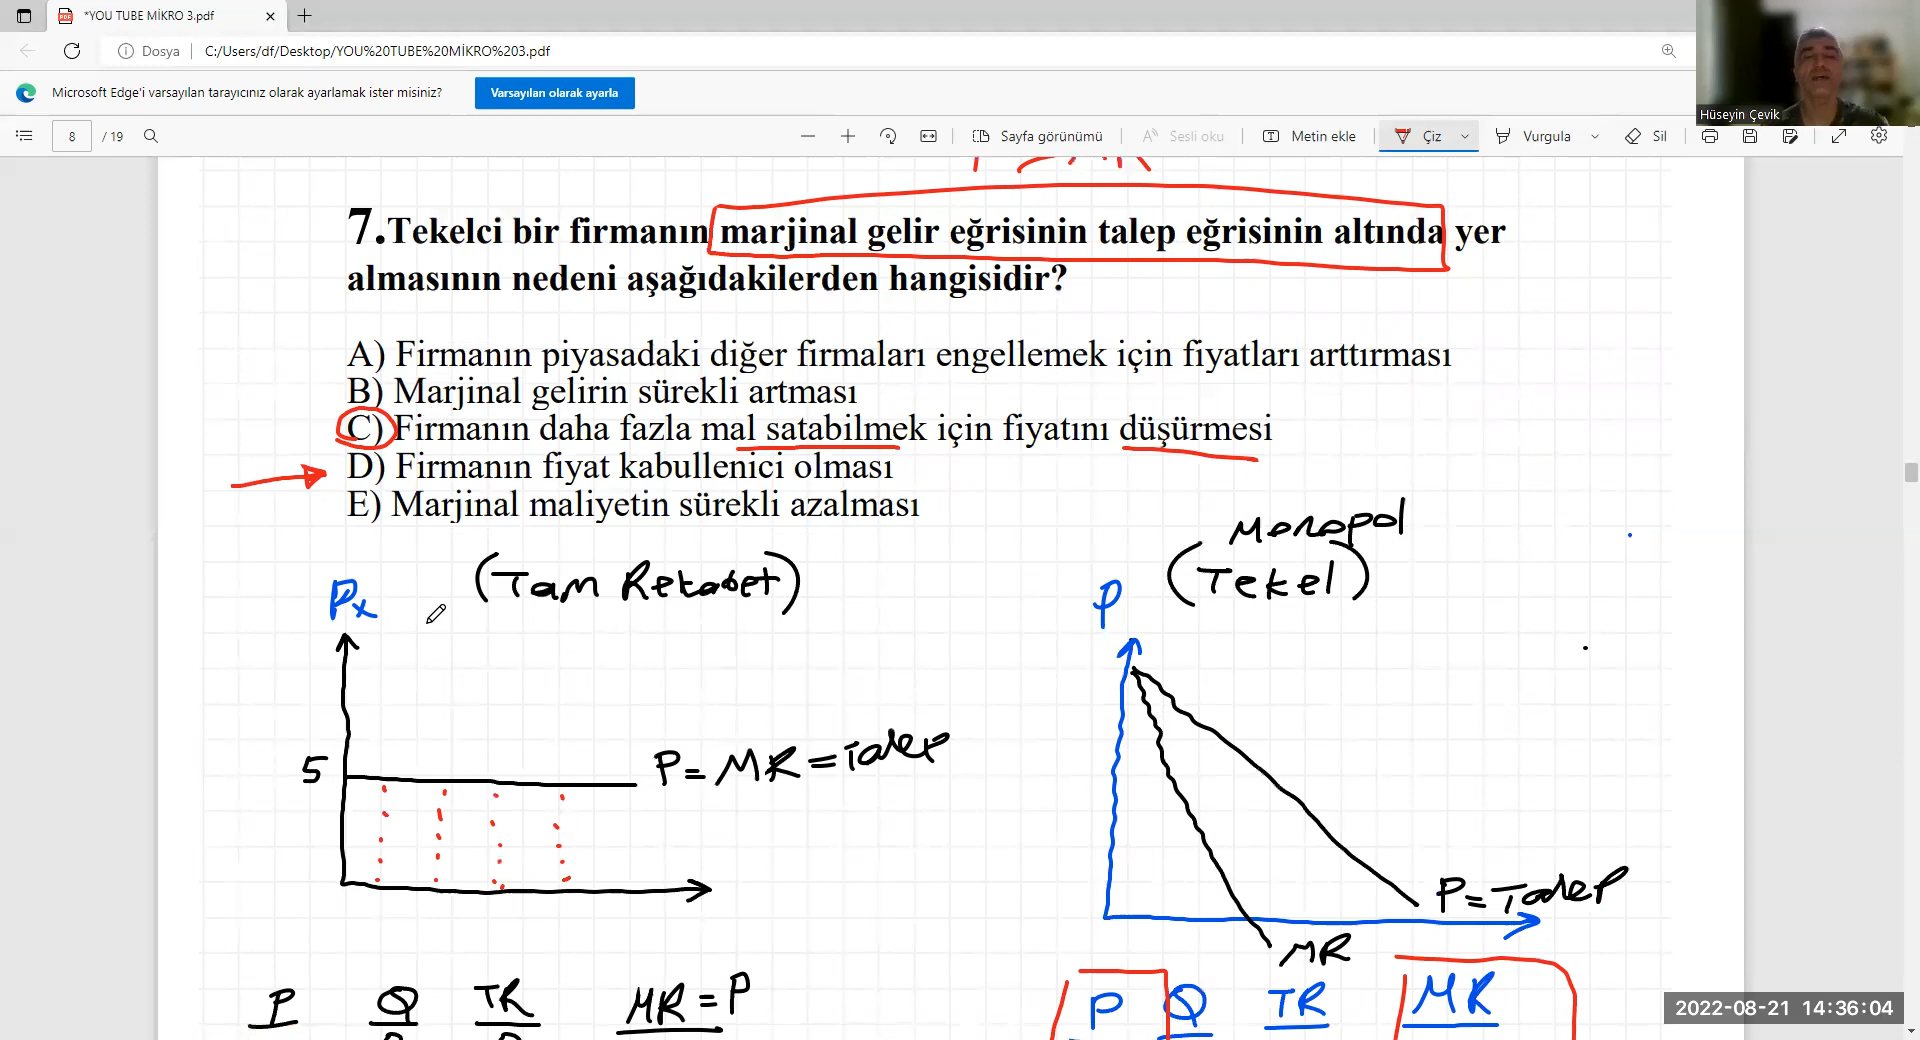 *YOU TUBE MİKRO 3.pdf
Dosya
C:/Users/df/Desktop/YOU%20TUBE%20MİKRO%203.pdf
Microsoft Edge'i varsayılan tarayıcınız olarak ayarlamak ister misiniz?
Varsayılan olarak ayarla
Hüseyin Çevik
8 / 19
Sayfa görünümü
Sesli oku
Metin ekle
Çiz
Vurgula
Sil
7.Tekelci bir firmanın marjinal gelir eğrisinin talep eğrisinin altında yer
almasının nedeni aşağıdakilerden hangisidir?
A) Firmanın piyasadaki diğer firmaları engellemek için fiyatları arttırması
B) Marjinal gelirin sürekli artması
C) Firmanın daha fazla mal satabilmek için fiyatını düşürmesi
D) Firmanın fiyat kabullenici olması
E) Marjinal maliyetin sürekli azalması
Monopol
(Tam Rekabet)
(Tekel)
Px
P
5
P = MR = Talep
P = Talep
MR
P Q TR MR = P
P Q TR MR
2022-08-21 14:36:04